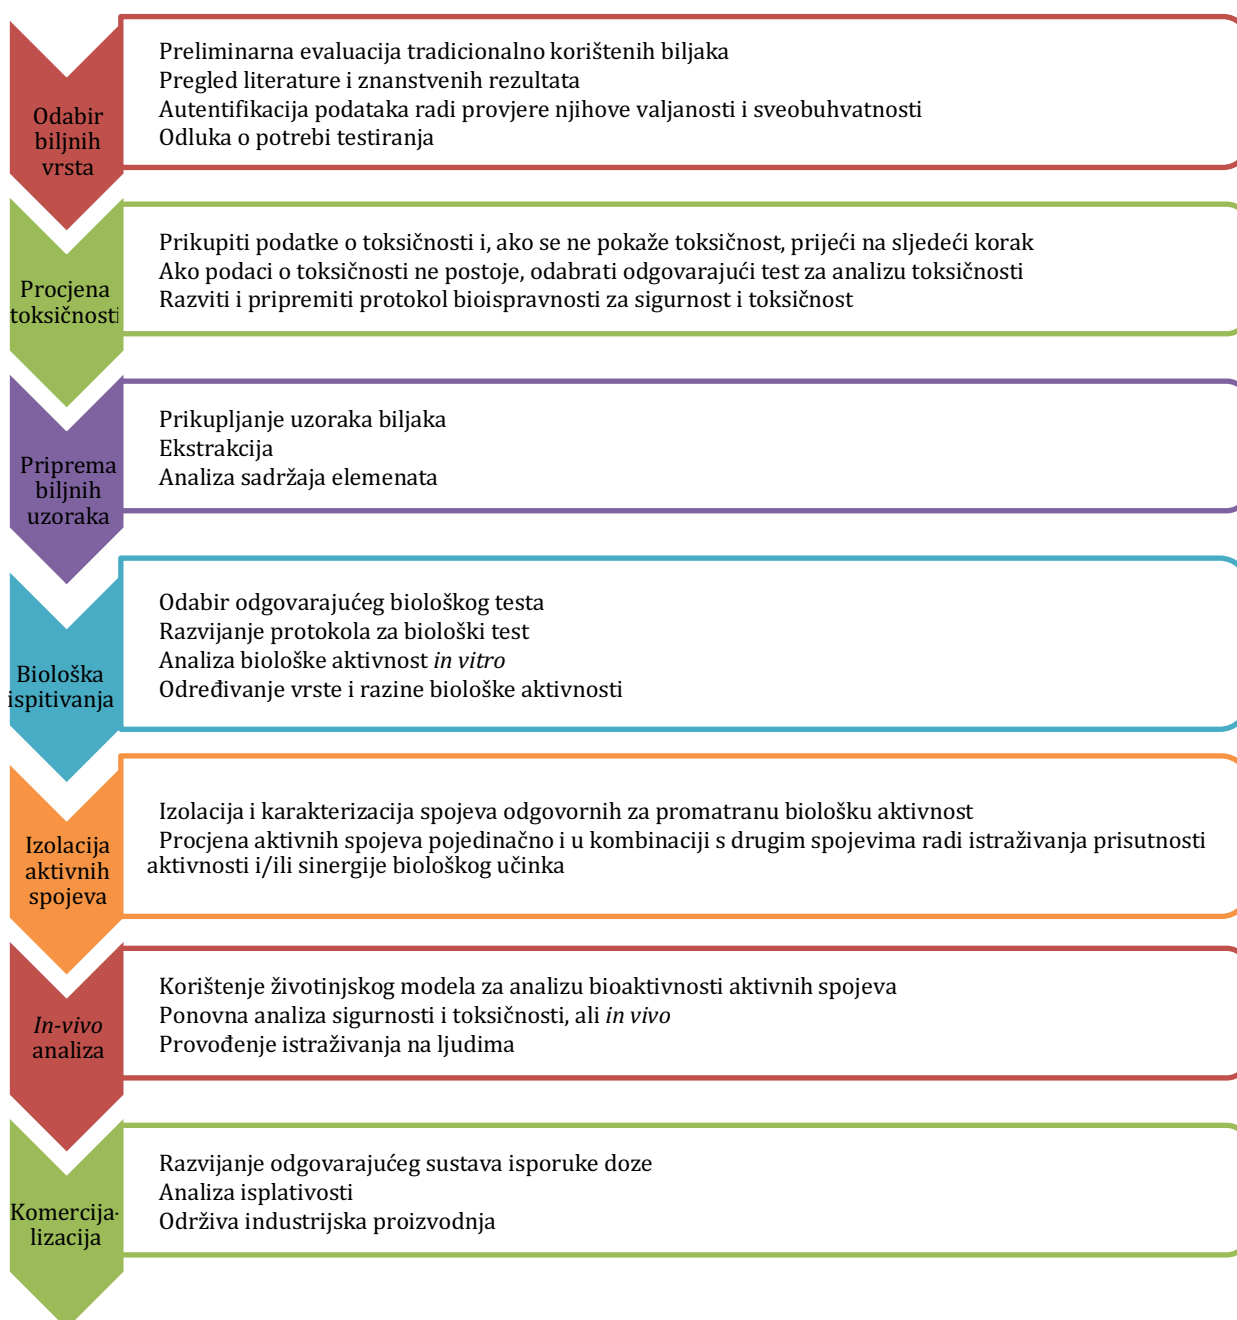 Odabir
biljnih
vrsta
Preliminarna evaluacija tradicionalno korištenih biljaka
Pregled literature i znanstvenih rezultata
Autentifikacija podataka radi provjere njihove valjanosti i sveobuhvatnosti
Odluka o potrebi testiranja
Procjena
toksičnosti
Prikupiti podatke o toksičnosti i, ako se ne pokaže toksičnost, prijeći na sljedeći korak
Ako podaci o toksičnosti ne postoje, odabrati odgovarajući test za analizu toksičnosti
Razviti i pripremiti protokol bioispravnosti za sigurnost i toksičnost
Priprema
biljnih
uzoraka
Prikupljanje uzoraka biljaka
Ekstrakcija
Analiza sadržaja elemenata
Biološka
ispitivanja
Odabir odgovarajućeg biološkog testa
Razvijanje protokola za biološki test
Analiza biološke aktivnost in vitro
Određivanje vrste i razine biološke aktivnosti
Izolacija
aktivnih
spojeva
Izolacija i karakterizacija spojeva odgovornih za promatranu biološku aktivnost
Procjena aktivnih spojeva pojedinačno i u kombinaciji s drugim spojevima radi istraživanja prisutnosti
aktivnosti i/ili sinergije biološkog učinka
In-vivo
analiza
Korištenje životinjskog modela za analizu bioaktivnosti aktivnih spojeva
Ponovna analiza sigurnosti i toksičnosti, ali in vivo
Provođenje istraživanja na ljudima
Komercija-
lizacija
Razvijanje odgovarajućeg sustava isporuke doze
Analiza isplativosti
Održiva industrijska proizvodnja